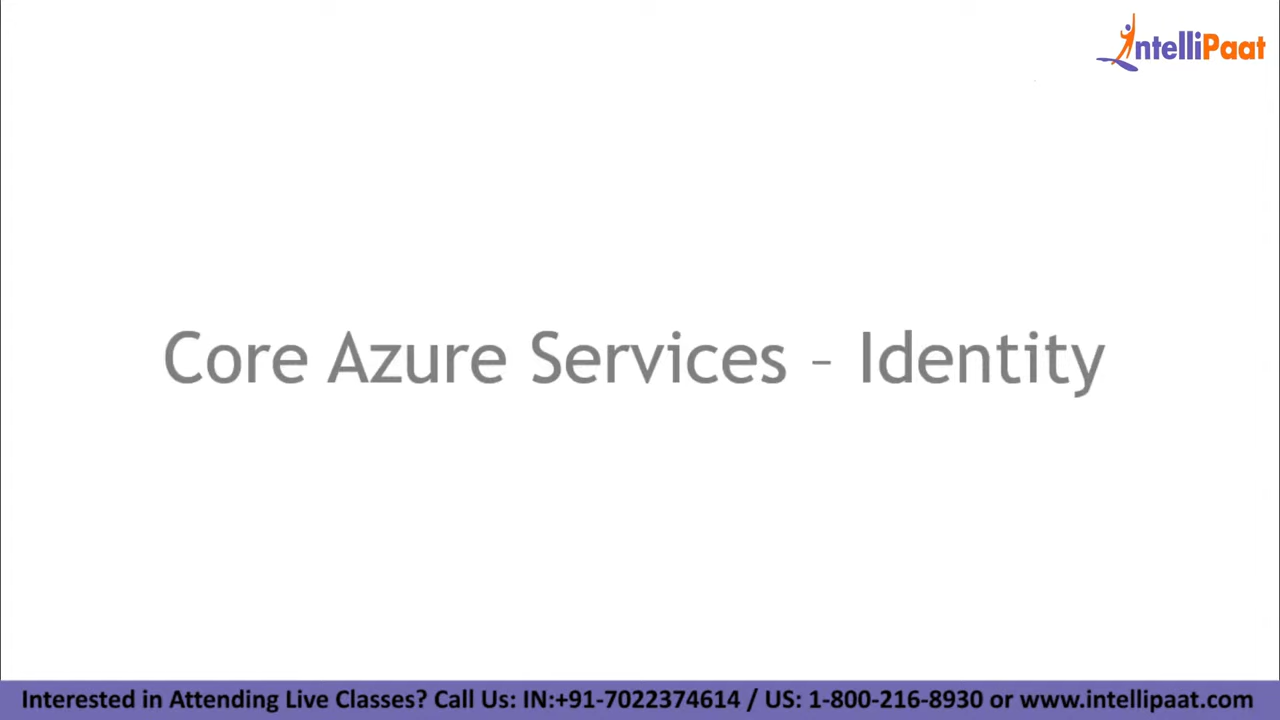 IntelliPaat
Core Azure Services – Identity
Interested in Attending Live Classes? Call Us: IN:+91-7022374614 / US: 1-800-216-8930 or www.intellipaat.com